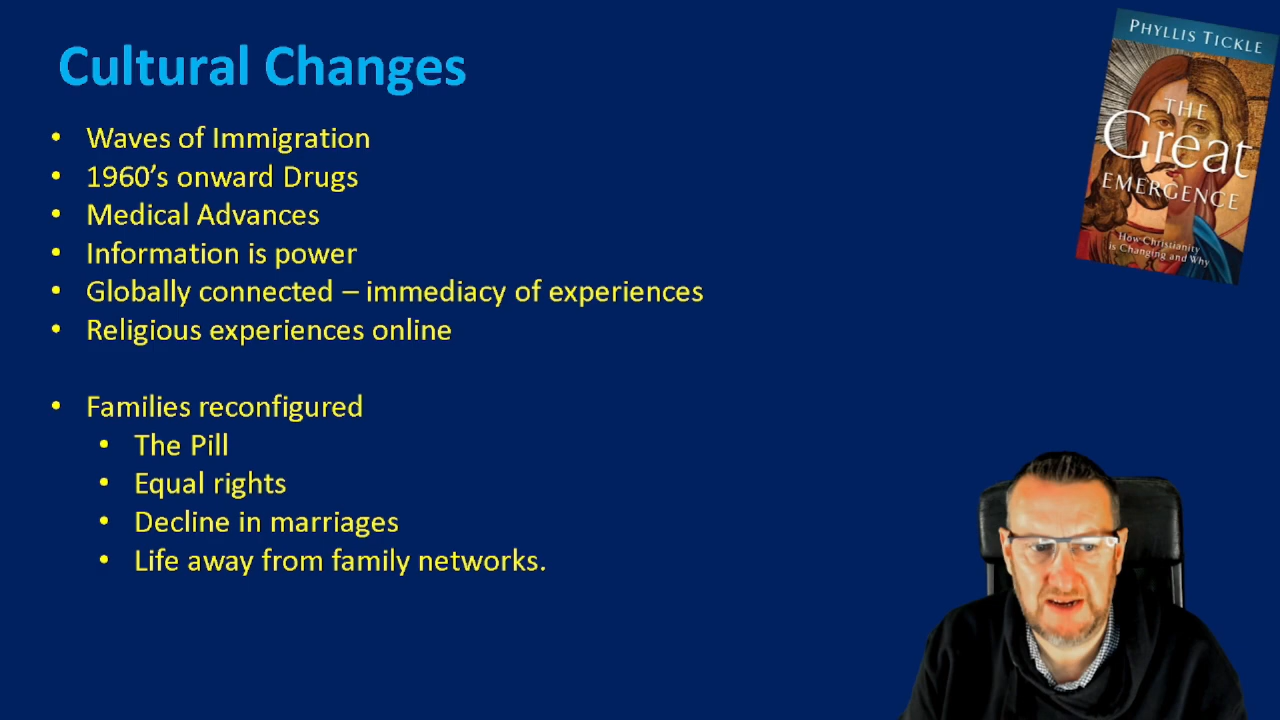 Cultural Changes
• Waves of Immigration
• 1960’s onward Drugs
• Medical Advances
• Information is power
• Globally connected – immediacy of experiences
• Religious experiences online
• Families reconfigured
• The Pill
• Equal rights
• Decline in marriages
• Life away from family networks.
PHYLLIS TICKLE
THE
Great
EMERGENCE
How Christianity
is Changing and Why